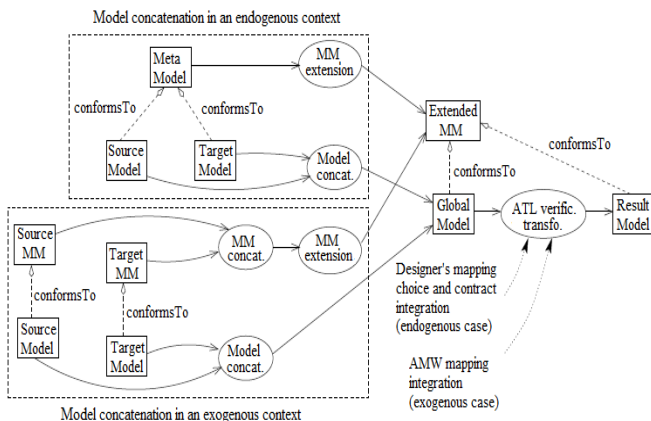 Model concatenation in an endogenous context
Meta
Model
MM
extension
conformsTo
conformsTo
Source
Model
Target
Model
Model
concat.
Extended
MM
conformsTo
conformsTo
Global
Model
ATL verific.
transfo.
Result
Model
Source
MM
Target
MM
MM
concat.
MM
extension
conformsTo
conformsTo
Source
Model
Target
Model
Model
concat.
Designer's mapping
choice and contract
integration
(endogenous case)
AMW mapping
integration
(exogenous case)
Model concatenation in an exogenous context